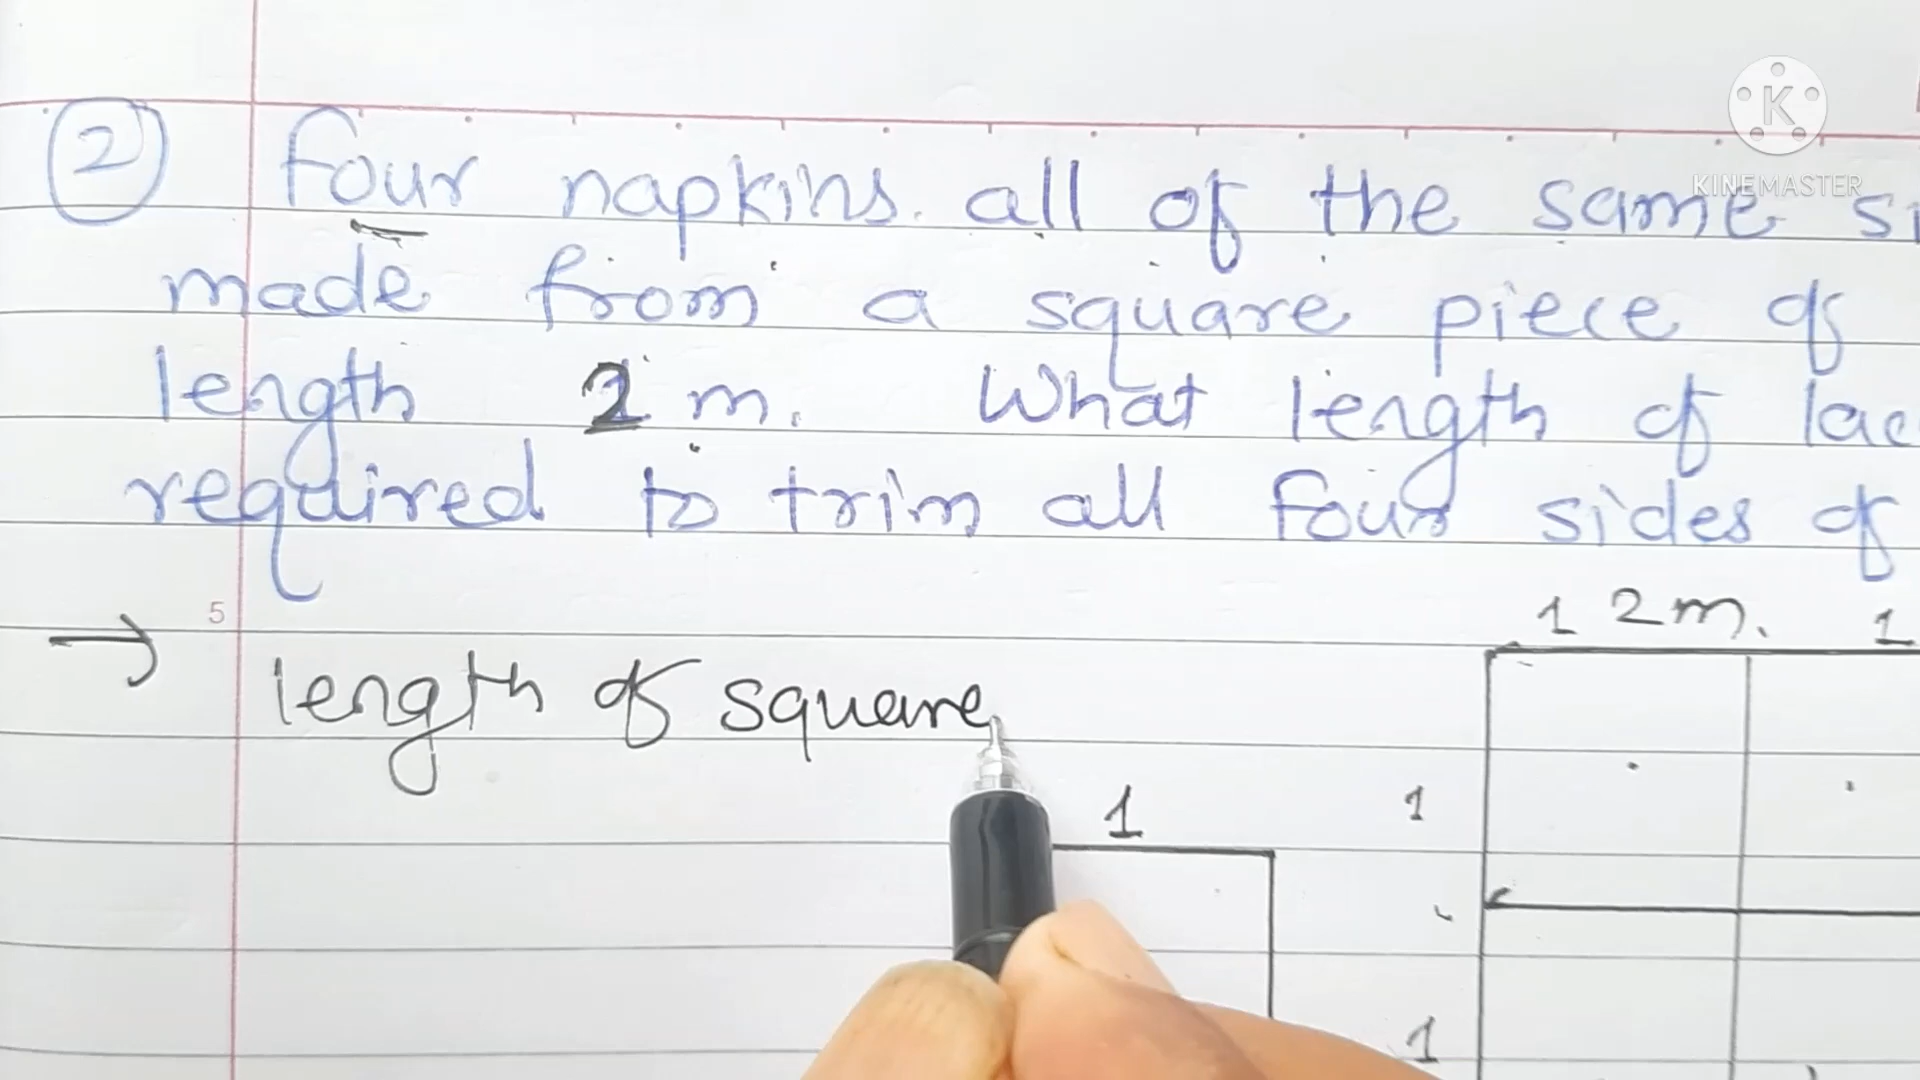 ② Four napkins. all of the same
made from a square piece of
length 2 m. What length of
required to trim all four sides of
5
→ length of square
1 2m. 1
1
1
1
K
KINEMASTER